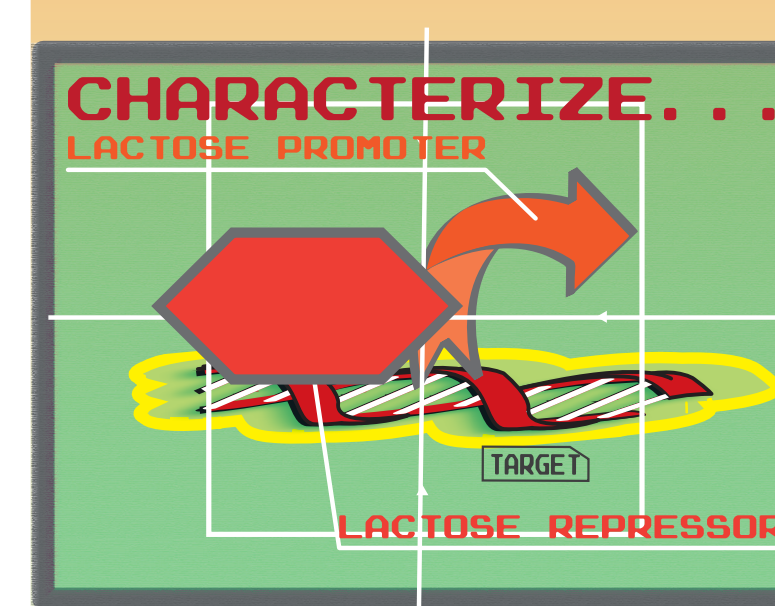 CHARACTERIZE...
LACTOSE PROMOTER
TARGET
LACTOSE REPRESSOR